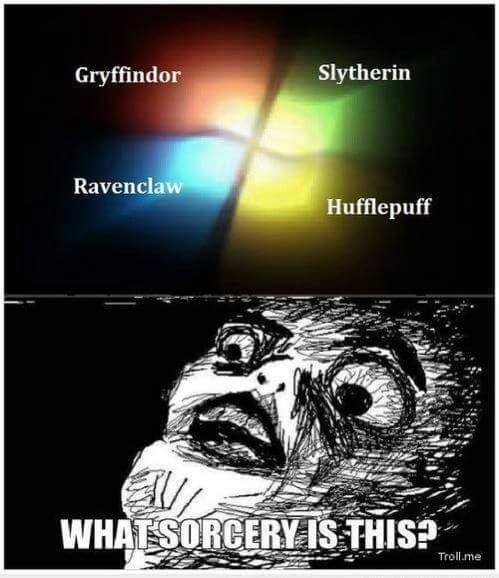 Gryffindor
Slytherin
Ravenclaw
Hufflepuff
WHAT SORCERY IS THIS?
Troll.me